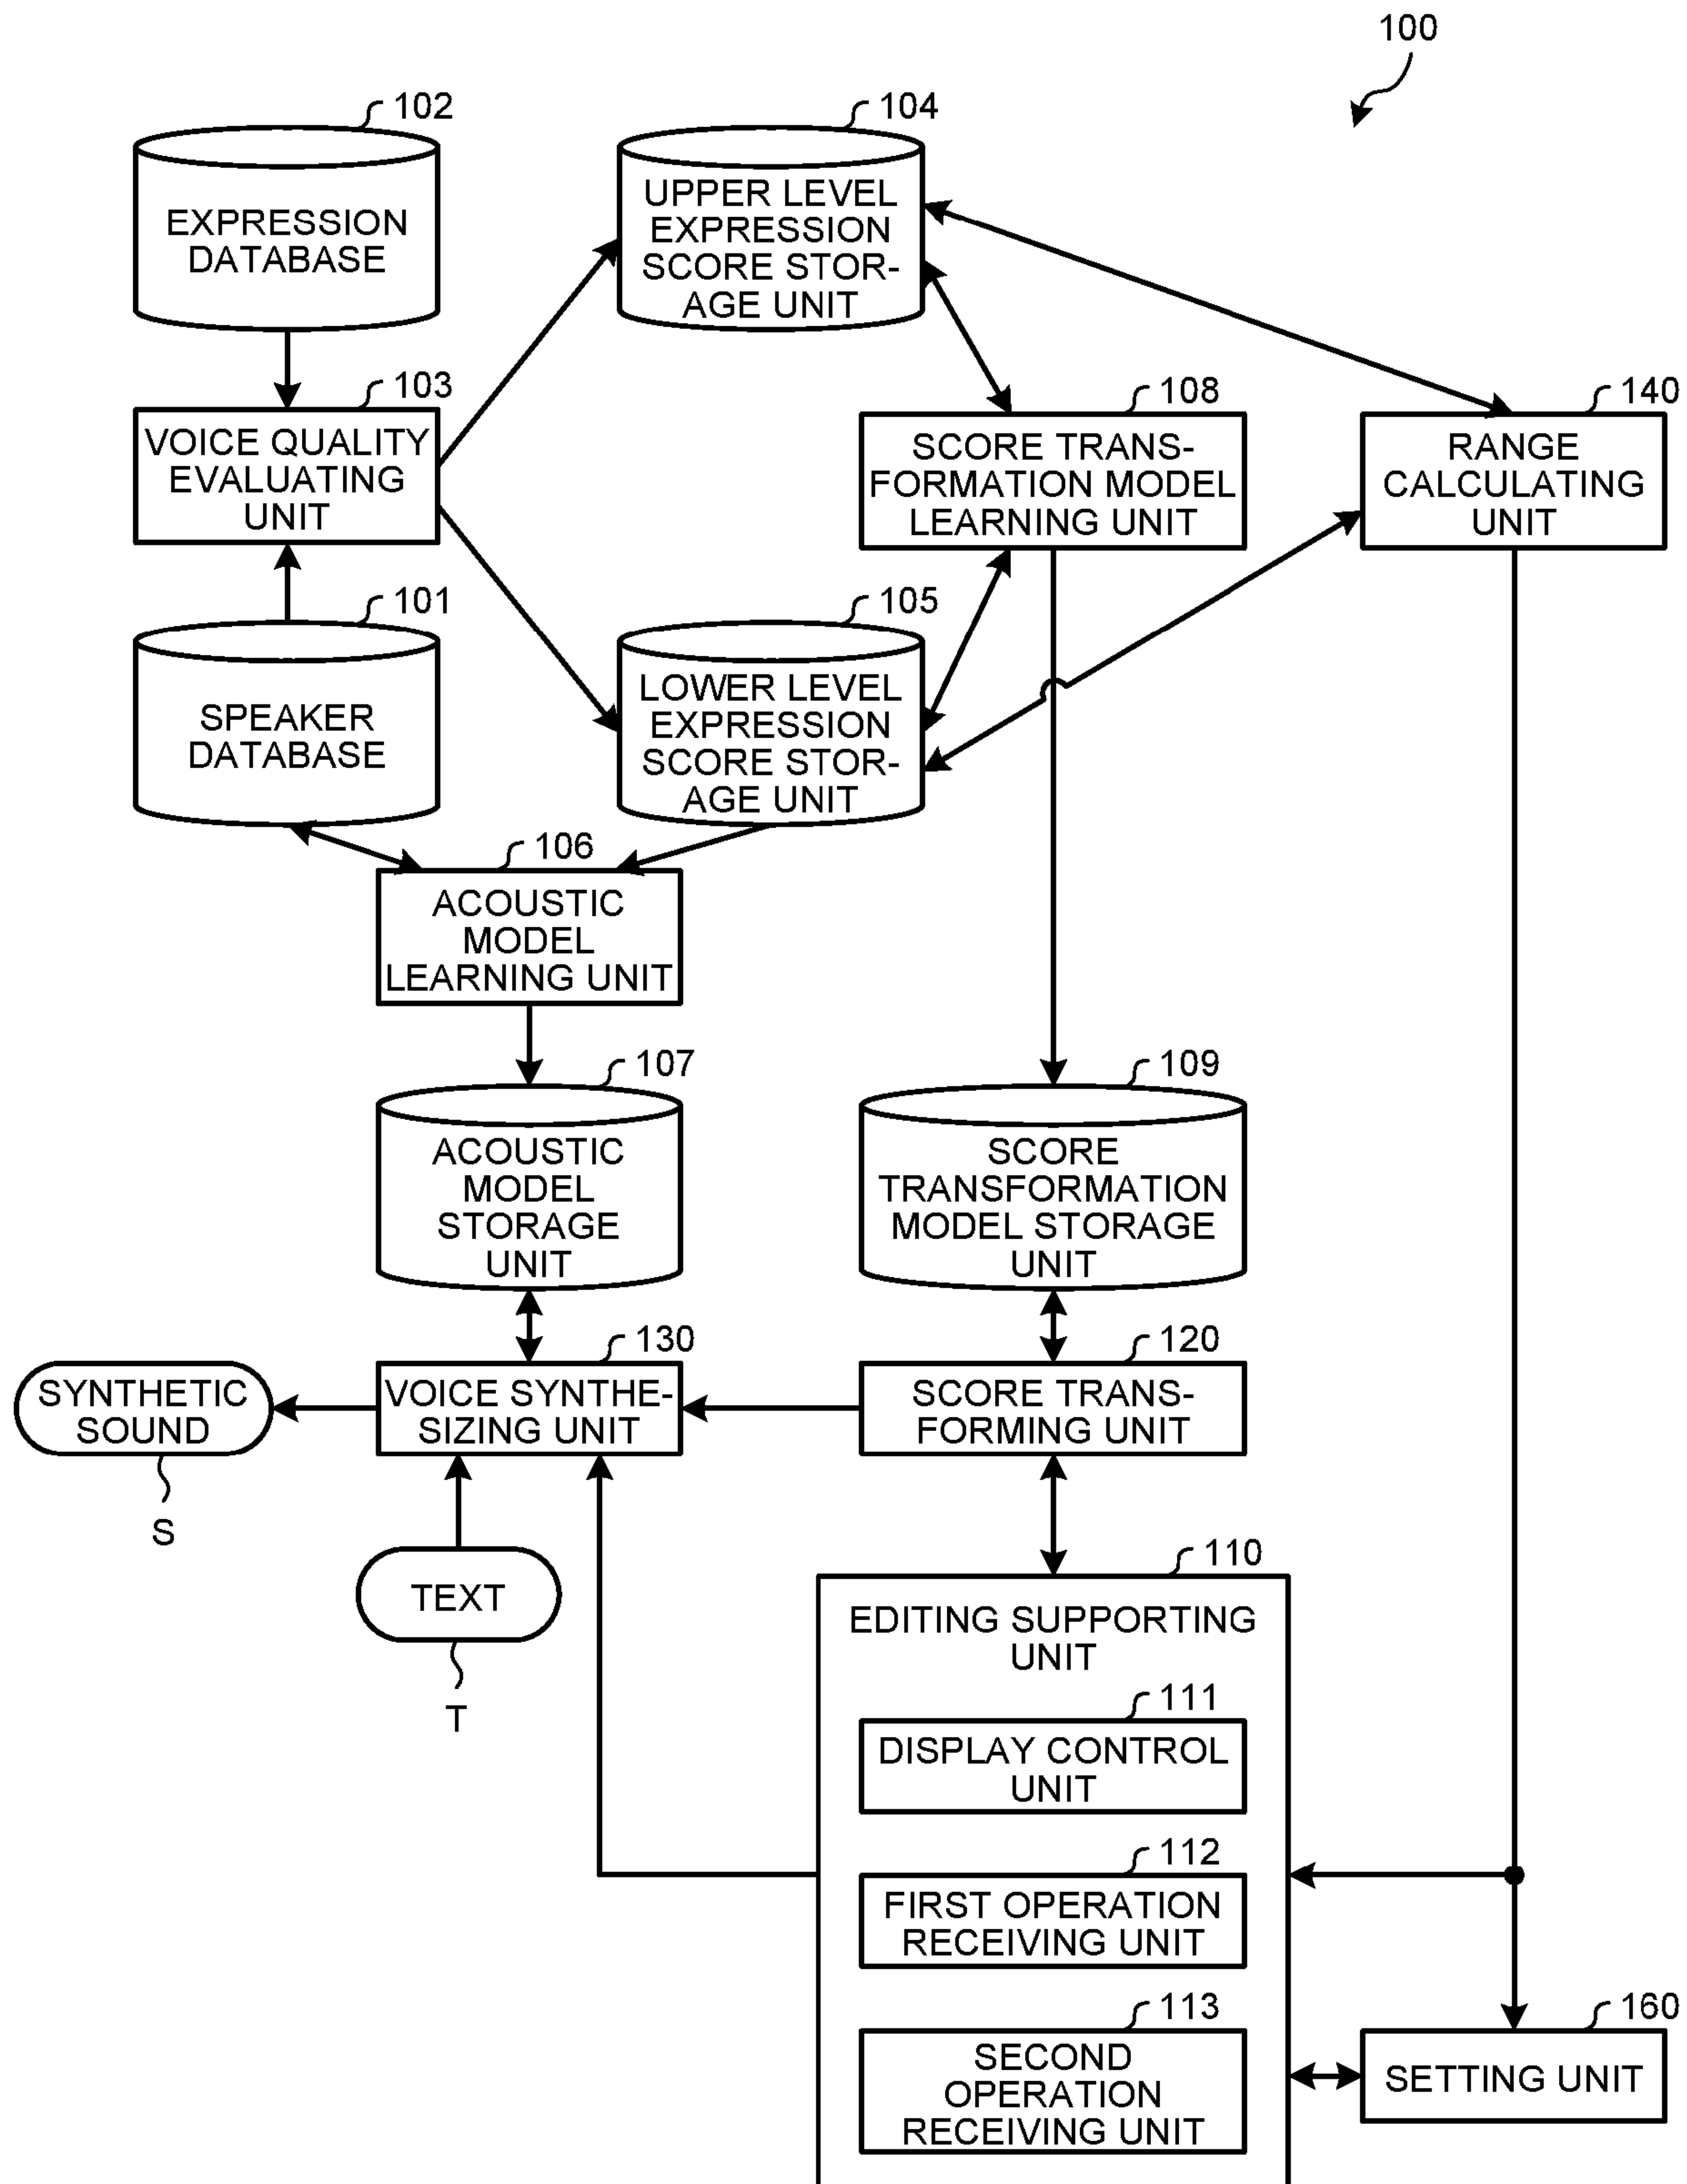 100
102
EXPRESSION
DATABASE
104
UPPER LEVEL
EXPRESSION
SCORE STOR-
AGE UNIT
103
VOICE QUALITY
EVALUATING
UNIT
108
SCORE TRANS-
FORMATION MODEL
LEARNING UNIT
140
RANGE
CALCULATING
UNIT
101
SPEAKER
DATABASE
105
LOWER LEVEL
EXPRESSION
SCORE STOR-
AGE UNIT
106
ACOUSTIC
MODEL
LEARNING UNIT
107
ACOUSTIC
MODEL
STORAGE
UNIT
109
SCORE
TRANSFORMATION
MODEL STORAGE
UNIT
SYNTHETIC
SOUND
S
130
VOICE SYNTHE-
SIZING UNIT
120
SCORE TRANS-
FORMING UNIT
TEXT
T
110
EDITING SUPPORTING
UNIT
111
DISPLAY CONTROL
UNIT
112
FIRST OPERATION
RECEIVING UNIT
113
SECOND
OPERATION
RECEIVING UNIT
160
SETTING UNIT